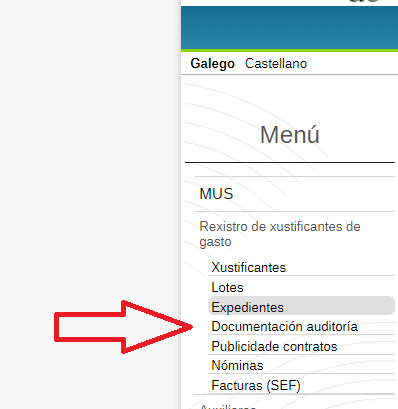 Galego Castellano
Menú
MUS
Rexistro de xustificantes de
gasto
Xustificantes
Lotes
Expedientes
Documentación auditoría
Publicidade contratos
Nóminas
Facturas (SEF)